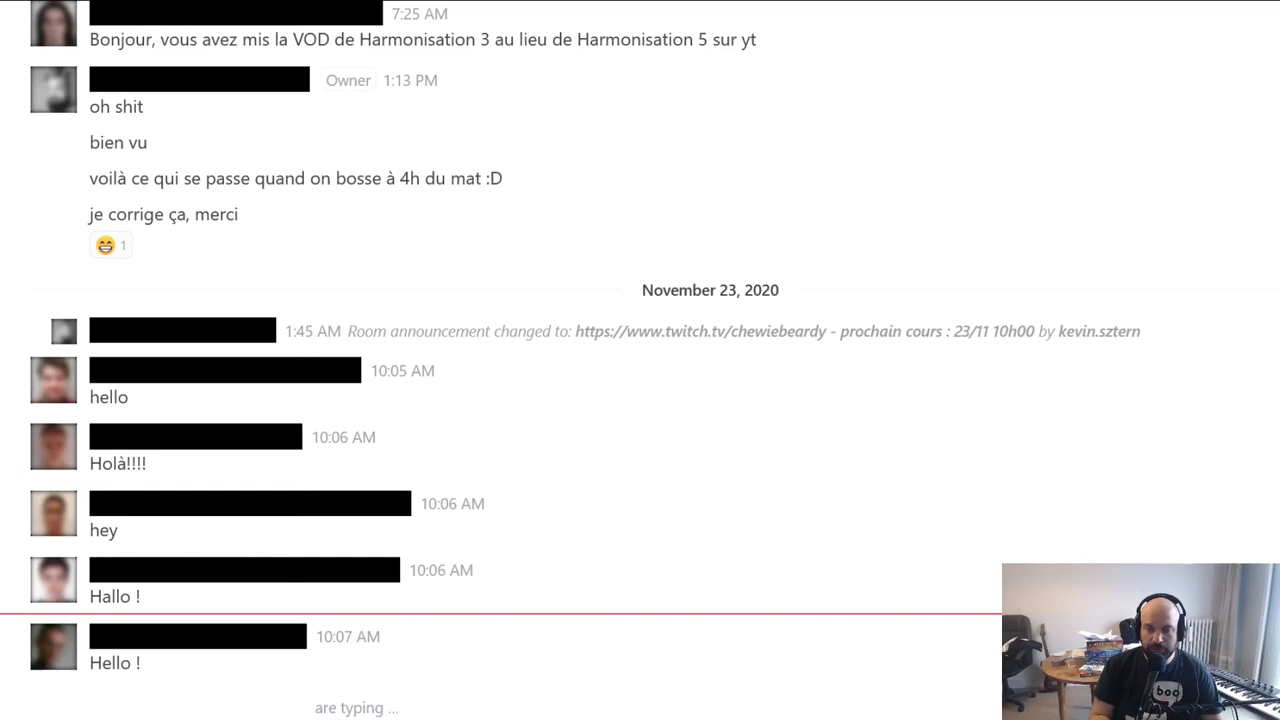 7:25 AM
Bonjour, vous avez mis la VOD de Harmonisation 3 au lieu de Harmonisation 5 sur yt
Owner 1:13 PM
oh shit
bien vu
voilà ce qui se passe quand on bosse à 4h du mat :D
je corrige ça, merci
😁 1
November 23, 2020
1:45 AM Room announcement changed to: https://www.twitch.tv/chewiebeardy - prochain cours : 23/11 10h00 by kevin.sztern
10:05 AM
hello
10:06 AM
Holà!!!!
10:06 AM
hey
10:06 AM
Hallo !
10:07 AM
Hello !
are typing ...
boo